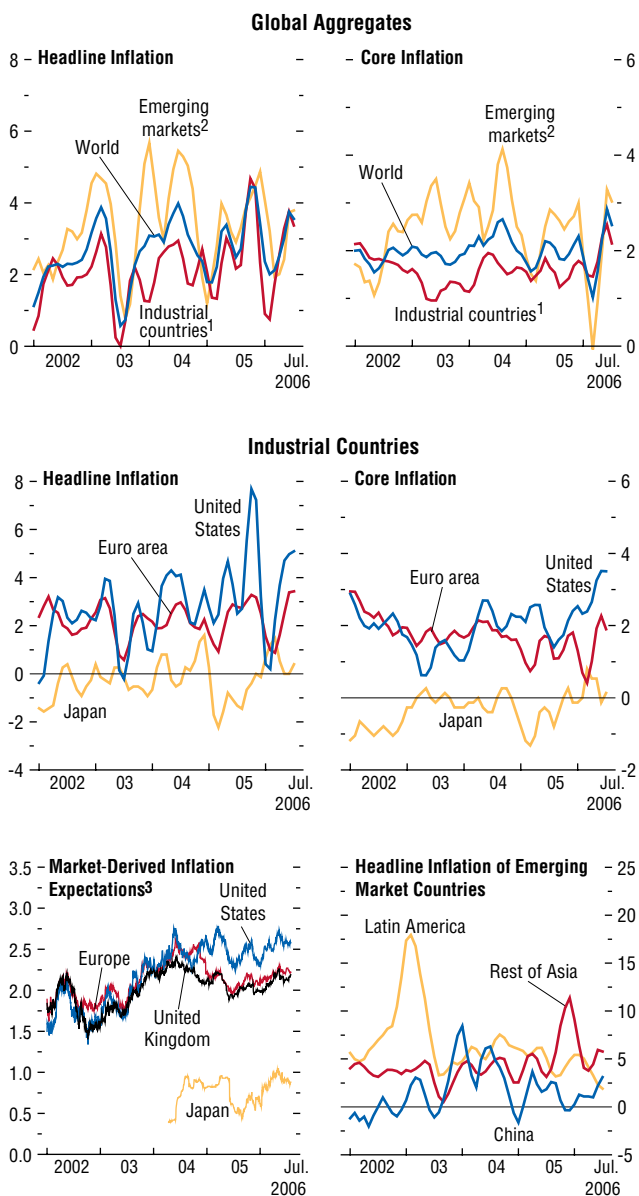 Global Aggregates
Headline Inflation
8
6
4
2
0
Emerging
markets2
World
Industrial
countries1
2002
03
04
05
Jul.
2006
Core Inflation
6
4
2
0
Emerging
markets2
World
Industrial countries1
2002
03
04
05
Jul.
2006
Industrial Countries
Headline Inflation
8
6
4
2
0
-2
-4
United
States
Euro area
Japan
2002
03
04
05
Jul.
2006
Core Inflation
6
4
2
0
-2
United
States
Euro area
Japan
2002
03
04
05
Jul.
2006
Market-Derived Inflation
Expectations3
3.5
3.0
2.5
2.0
1.5
1.0
0.5
0.0
United
States
Europe
United
Kingdom
Japan
2002
03
04
05
Jul.
2006
Headline Inflation of Emerging
Market Countries
25
20
15
10
5
0
-5
Latin America
Rest of Asia
China
2002
03
04
05
Jul.
2006